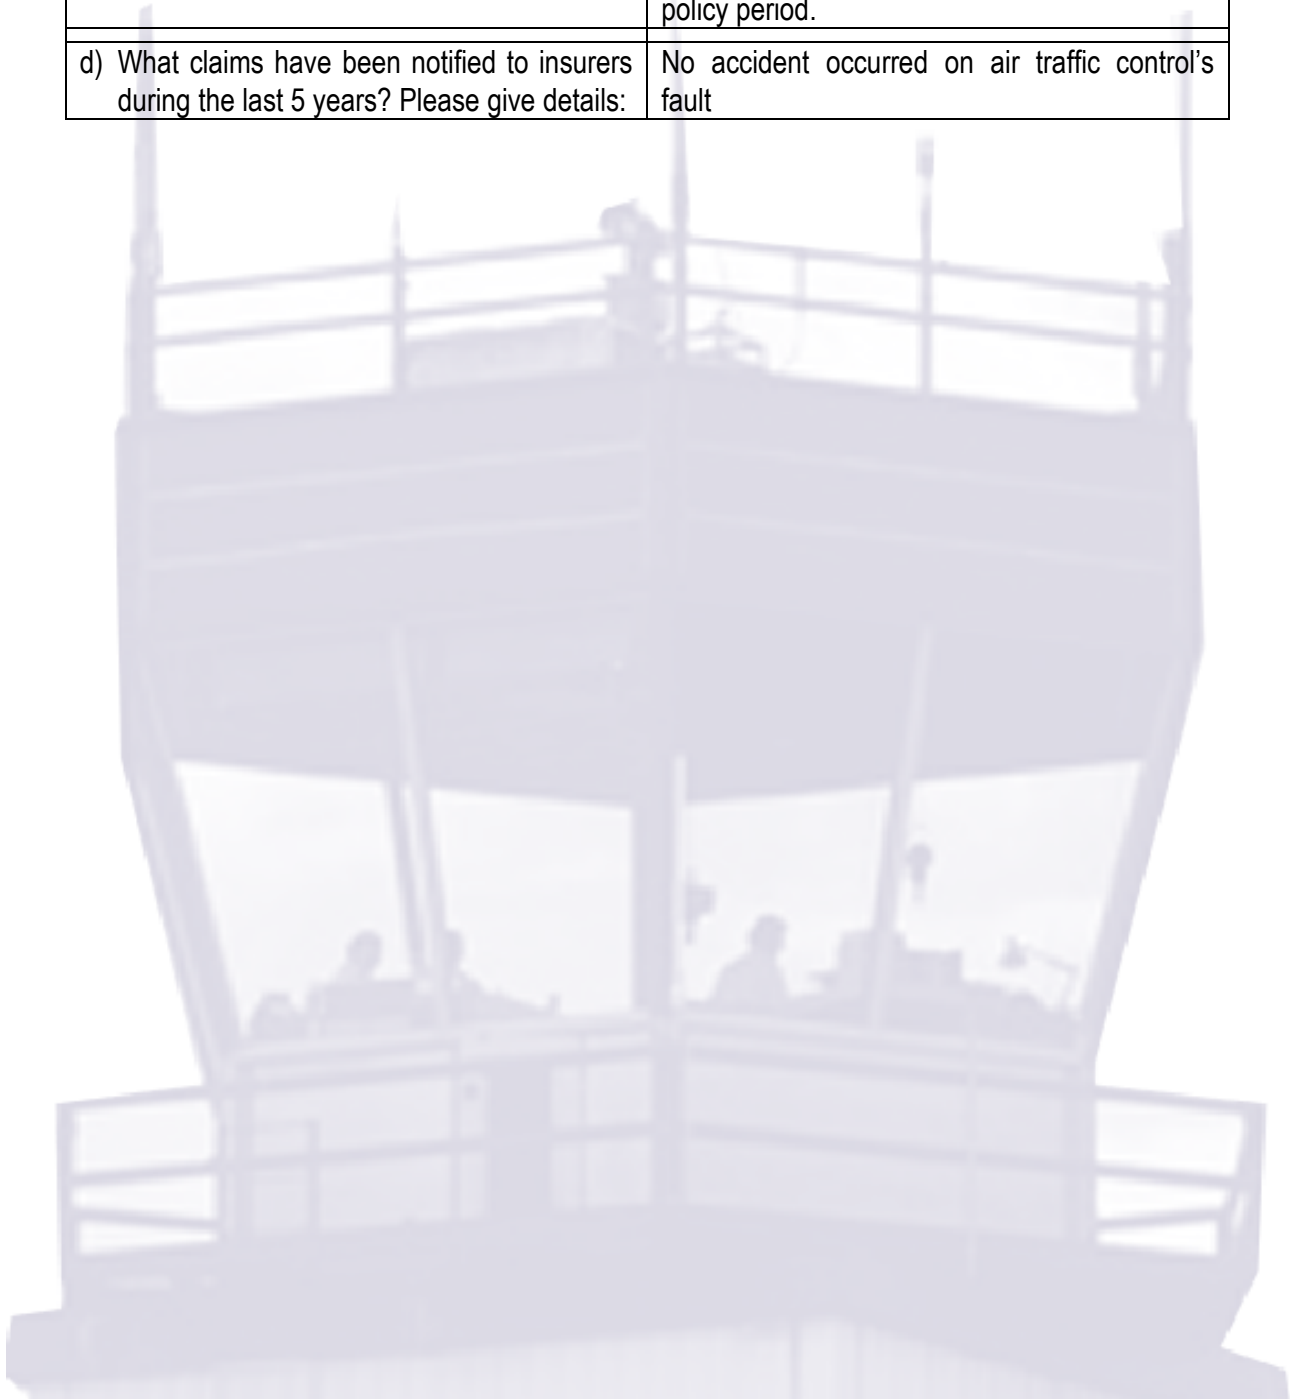 policy period.
d) What claims have been notified to insurers
during the last 5 years? Please give details:
No accident occurred on air traffic control's
fault